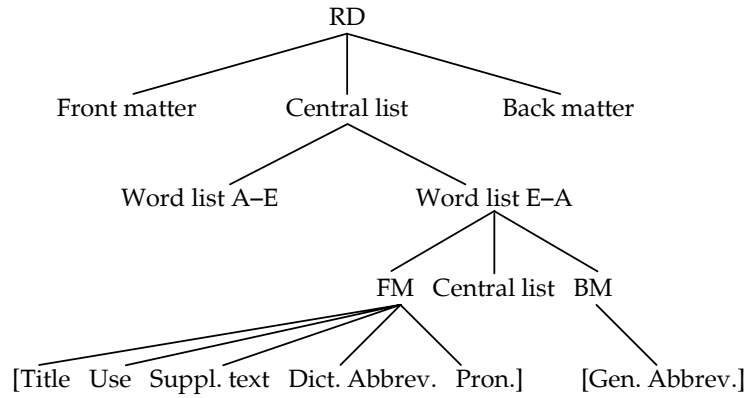 RD
Front matter Central list Back matter
Word list A–E Word list E–A
FM Central list BM
[Title Use Suppl. text Dict. Abbrev. Pron.] [Gen. Abbrev.]